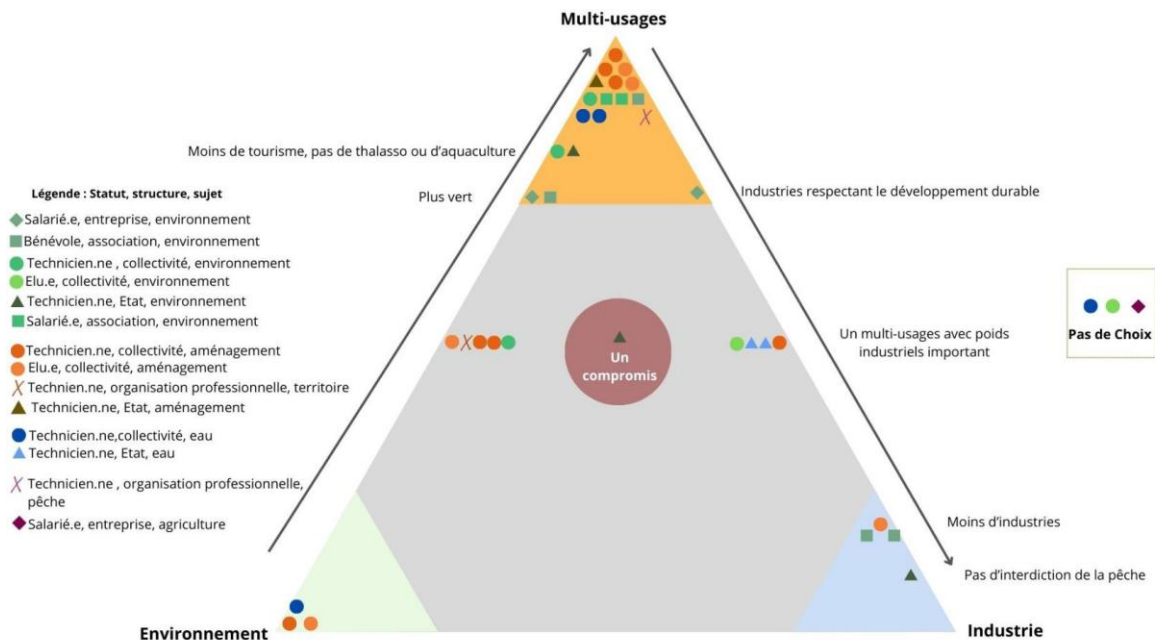 Multi-usages
Moins de tourisme, pas de thalasso ou d'aquaculture
Plus vert
Industries respectant le développement durable
Légende : Statut, structure, sujet
Salarié.e, entreprise, environnement
Bénévole, association, environnement
Technicien.ne , collectivité, environnement
Elu.e, collectivité, environnement
Technicien.ne, Etat, environnement
Salarié.e, association, environnement
Technicien.ne, collectivité, aménagement
Elu.e, collectivité, aménagement
Technien.ne, organisation professionnelle, territoire
Technicien.ne, Etat, aménagement
Technicien.ne,collectivité, eau
Technicien.ne, Etat, eau
Technicien.ne , organisation professionnelle,
pêche
Salarié.e, entreprise, agriculture
Un
compromis
Un multi-usages avec poids
industriels important
Pas de Choix
Moins d'industries
Pas d'interdiction de la pêche
Environnement
Industrie